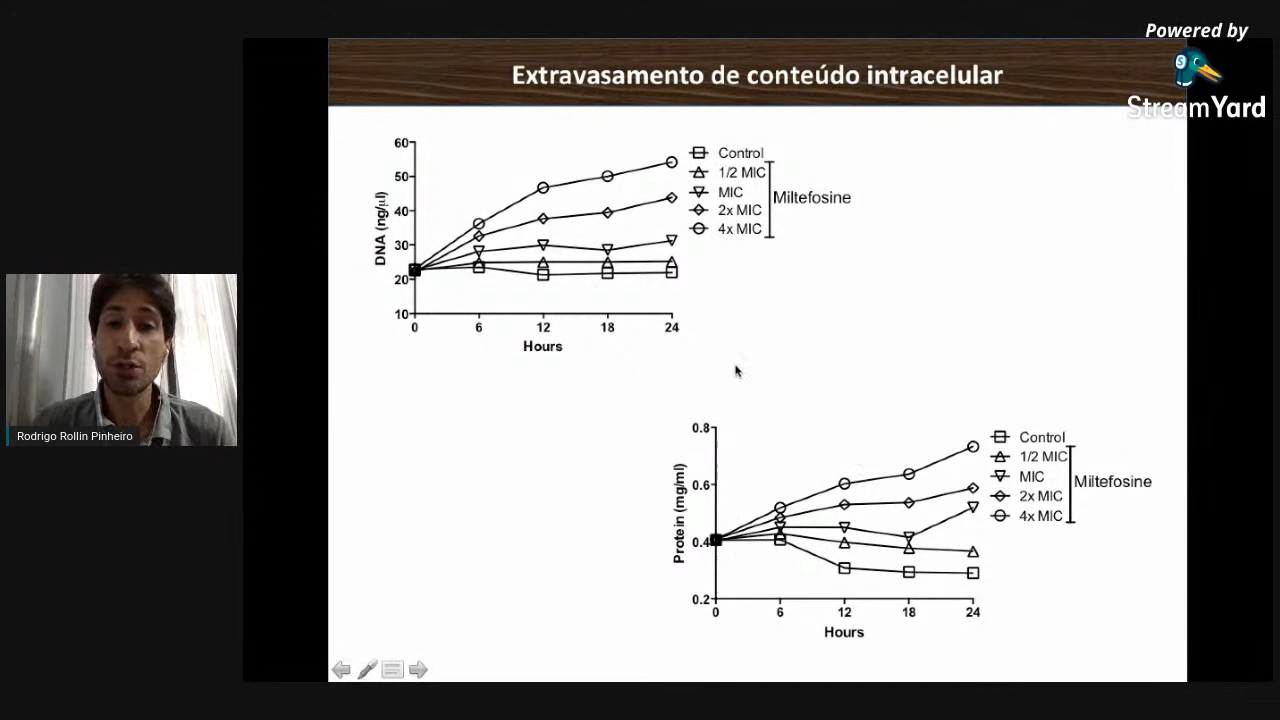 Powered by
StreamYard
Extravasamento de conteúdo intracelular
60
50
40
30
20
10
DNA (ng/µl)
0 6 12 18 24
Hours
Control
1/2 MIC
MIC
2x MIC
4x MIC
Miltefosine
Rodrigo Rollin Pinheiro
0.8
0.6
0.4
0.2
Protein (mg/ml)
0 6 12 18 24
Hours
Control
1/2 MIC
MIC
2x MIC
4x MIC
Miltefosine